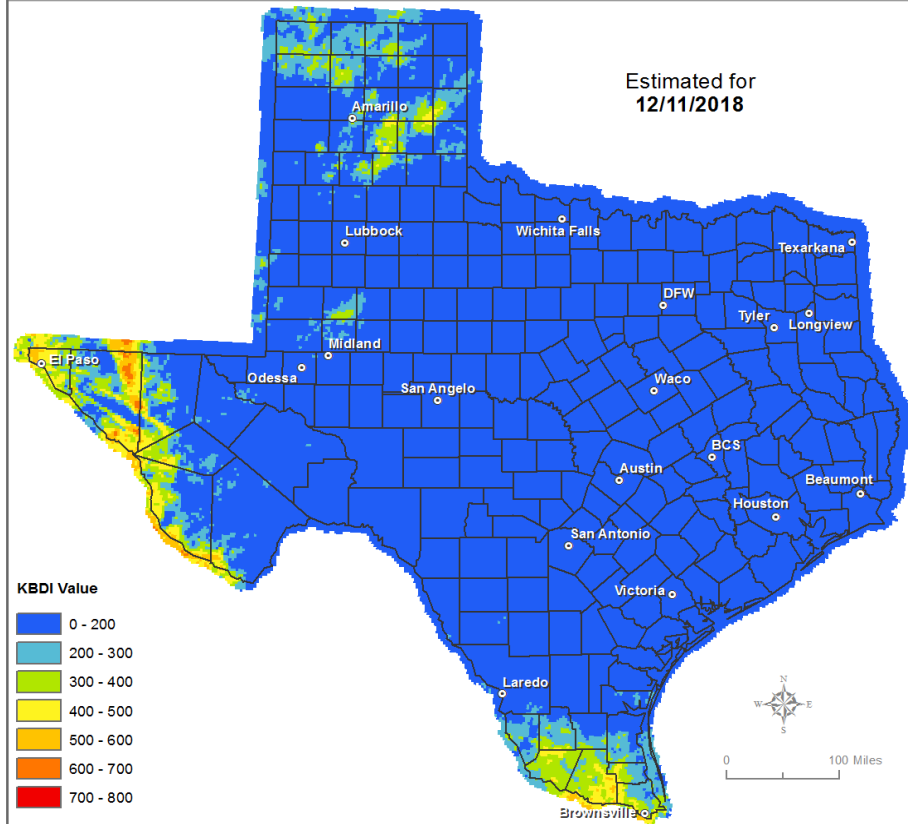 Estimated for
12/11/2018
Amarillo
Lubbock
Wichita Falls
Texarkana
DFW
Tyler
Longview
Midland
El Paso
Odessa
San Angelo
Waco
BCS
Austin
Beaumont
Houston
San Antonio
Victoria
Laredo
Brownsville
KBDI Value
0 - 200
200 - 300
300 - 400
400 - 500
500 - 600
600 - 700
700 - 800
N
W E
S
0 100 Miles